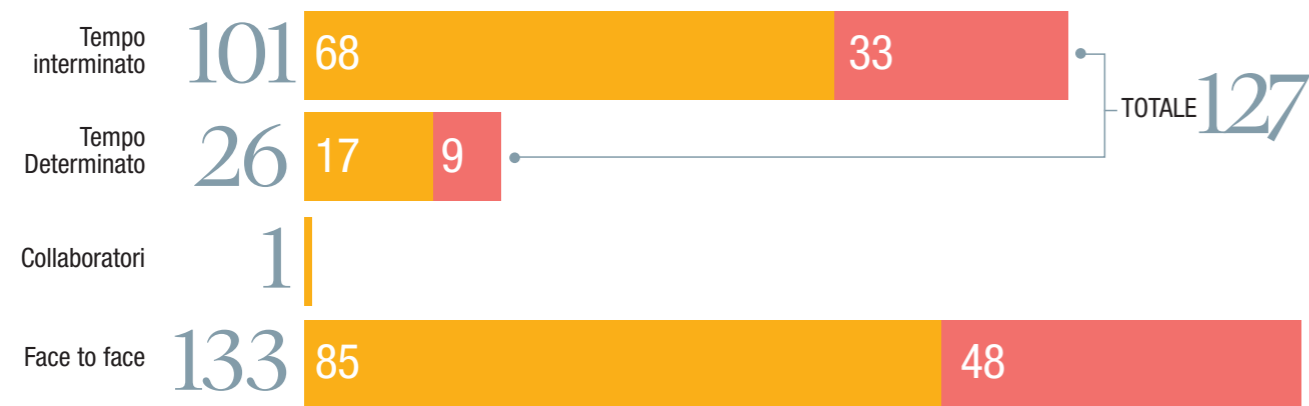 Tempo
interminato
101
68
33
TOTALE 127
Tempo
Determinato
26
17
9
Collaboratori
1
Face to face
133
85
48